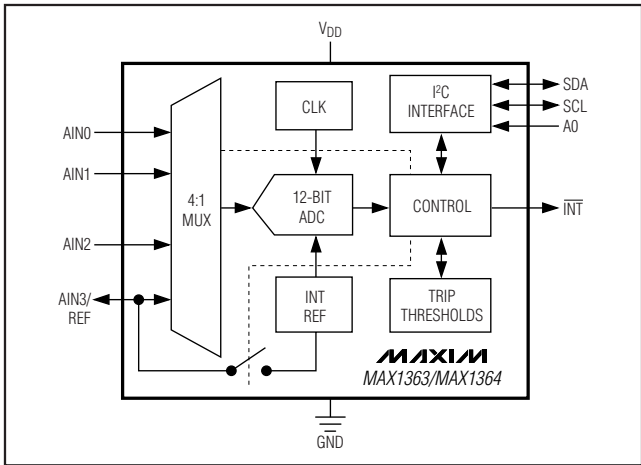 VDD
CLK
I²C
INTERFACE
SDA
SCL
A0
AIN0
AIN1
AIN2
AIN3/
REF
4:1
MUX
12-BIT
ADC
CONTROL
INT
INT
REF
TRIP
THRESHOLDS
MAXIM
MAX1363/MAX1364
GND